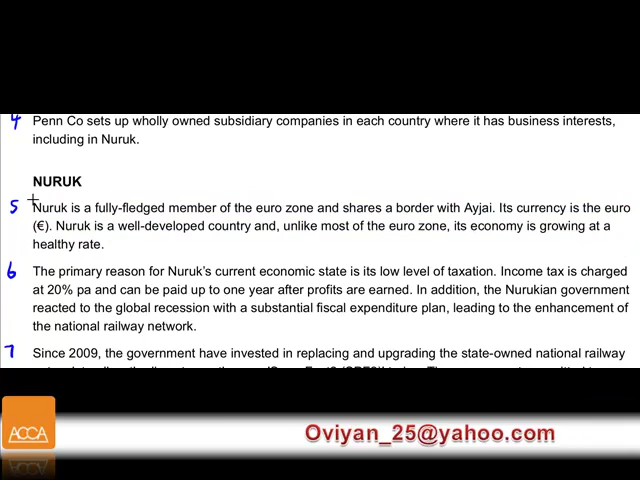 4 Penn Co sets up wholly owned subsidiary companies in each country where it has business interests,
including in Nuruk.
NURUK
5 Nuruk is a fully-fledged member of the euro zone and shares a border with Ayjai. Its currency is the euro
(€). Nuruk is a well-developed country and, unlike most of the euro zone, its economy is growing at a
healthy rate.
6 The primary reason for Nuruk's current economic state is its low level of taxation. Income tax is charged
at 20% pa and can be paid up to one year after profits are earned. In addition, the Nurukian government
reacted to the global recession with a substantial fiscal expenditure plan, leading to the enhancement of
the national railway network.
7 Since 2009, the government have invested in replacing and upgrading the state-owned national railway
ACCA
Oviyan_25@yahoo.com